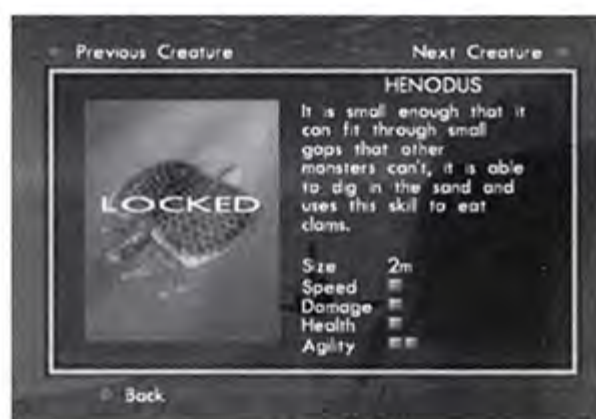 Previous Creature
Next Creature
HENODUS
It is small enough that it
can fit through small
gaps that other
monsters can't, it is able
to dig in the sand and
uses this skill to eat
clams.
LOCKED
Size 2m
Speed
Damage
Health
Agility
Back